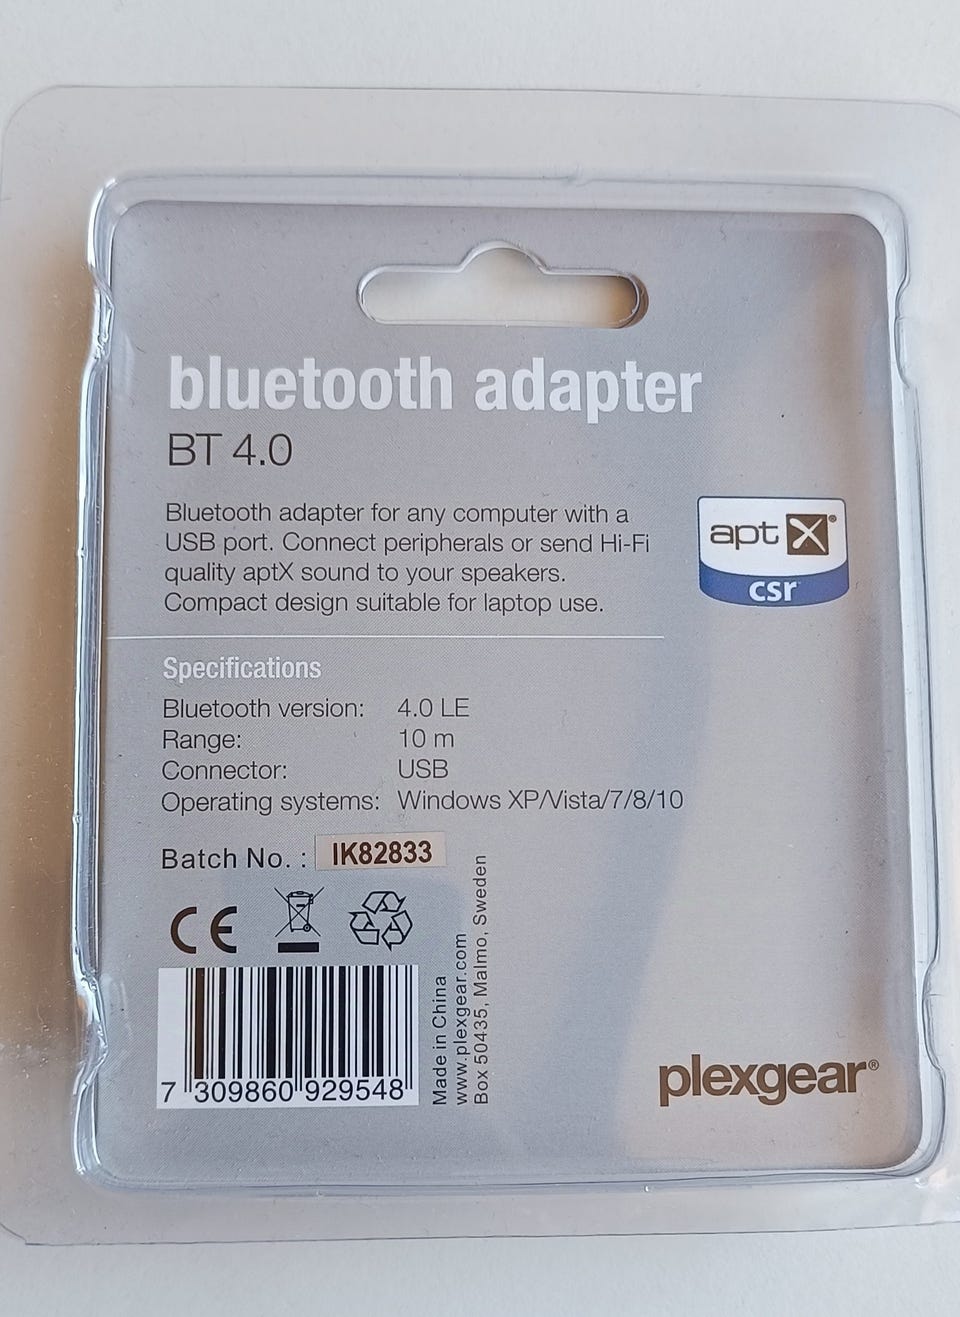 bluetooth adapter
BT 4.0
Bluetooth adapter for any computer with a
USB port. Connect peripherals or send Hi-Fi
quality aptX sound to your speakers.
Compact design suitable for laptop use.
aptX®
csr
Specifications
Bluetooth version: 4.0 LE
Range: 10 m
Connector: USB
Operating systems: Windows XP/Vista/7/8/10
Batch No. : IK82833
CE
7 309860 929548
Made in China
www.plexgear.com
Box 50435, Malmo, Sweden
plexgear®